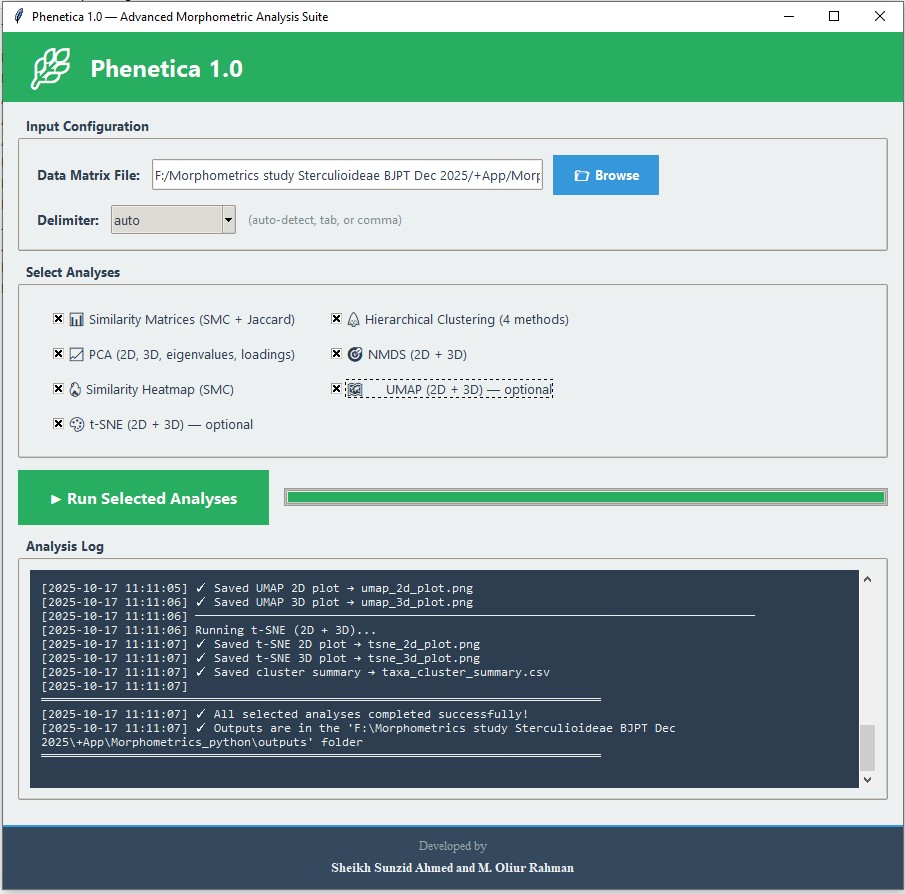 Phenetica 1.0 — Advanced Morphometric Analysis Suite
Phenetica 1.0
Input Configuration
Data Matrix File: F:/Morphometrics study Sterculioideae BJPT Dec 2025/+App/Morp Browse
Delimiter: auto (auto-detect, tab, or comma)
Select Analyses
Similarity Matrices (SMC + Jaccard) Hierarchical Clustering (4 methods)
PCA (2D, 3D, eigenvalues, loadings) NMDS (2D + 3D)
Similarity Heatmap (SMC) UMAP (2D + 3D) — optional
t-SNE (2D + 3D) — optional
► Run Selected Analyses
Analysis Log
[2025-10-17 11:11:05] ✓ Saved UMAP 2D plot → umap_2d_plot.png
[2025-10-17 11:11:06] ✓ Saved UMAP 3D plot → umap_3d_plot.png
[2025-10-17 11:11:06]
[2025-10-17 11:11:06] Running t-SNE (2D + 3D)...
[2025-10-17 11:11:07] ✓ Saved t-SNE 2D plot → tsne_2d_plot.png
[2025-10-17 11:11:07] ✓ Saved t-SNE 3D plot → tsne_3d_plot.png
[2025-10-17 11:11:07] ✓ Saved cluster summary → taxa_cluster_summary.csv
[2025-10-17 11:11:07]
[2025-10-17 11:11:07] ✓ All selected analyses completed successfully!
[2025-10-17 11:11:07] ✓ Outputs are in the 'F:\Morphometrics study Sterculioideae BJPT Dec
2025\+App\Morphometrics_python\outputs' folder
Developed by
Sheikh Sunzid Ahmed and M. Oliur Rahman